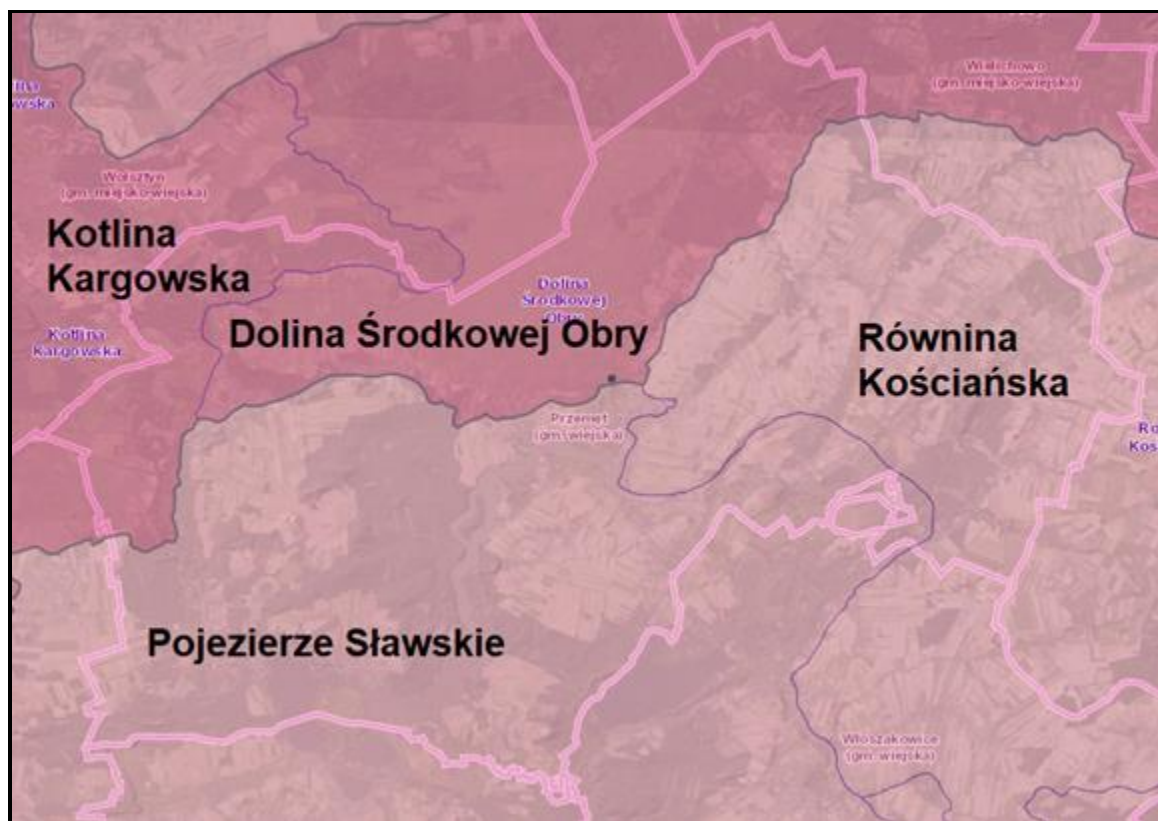 Wielichowo
(gm. miejsko-wiejska)
Wolsztyn
(gm. miejsko-wiejska)
Kotlina
Kargowska
Dolina
Środkowej
Obry
Dolina Środkowej Obry
Kotlina
Kargowska
Równina
Kościańska
Przemęt
(gm. wiejska)
Pojezierze Sławskie
Włoszakowice
(gm. wiejska)